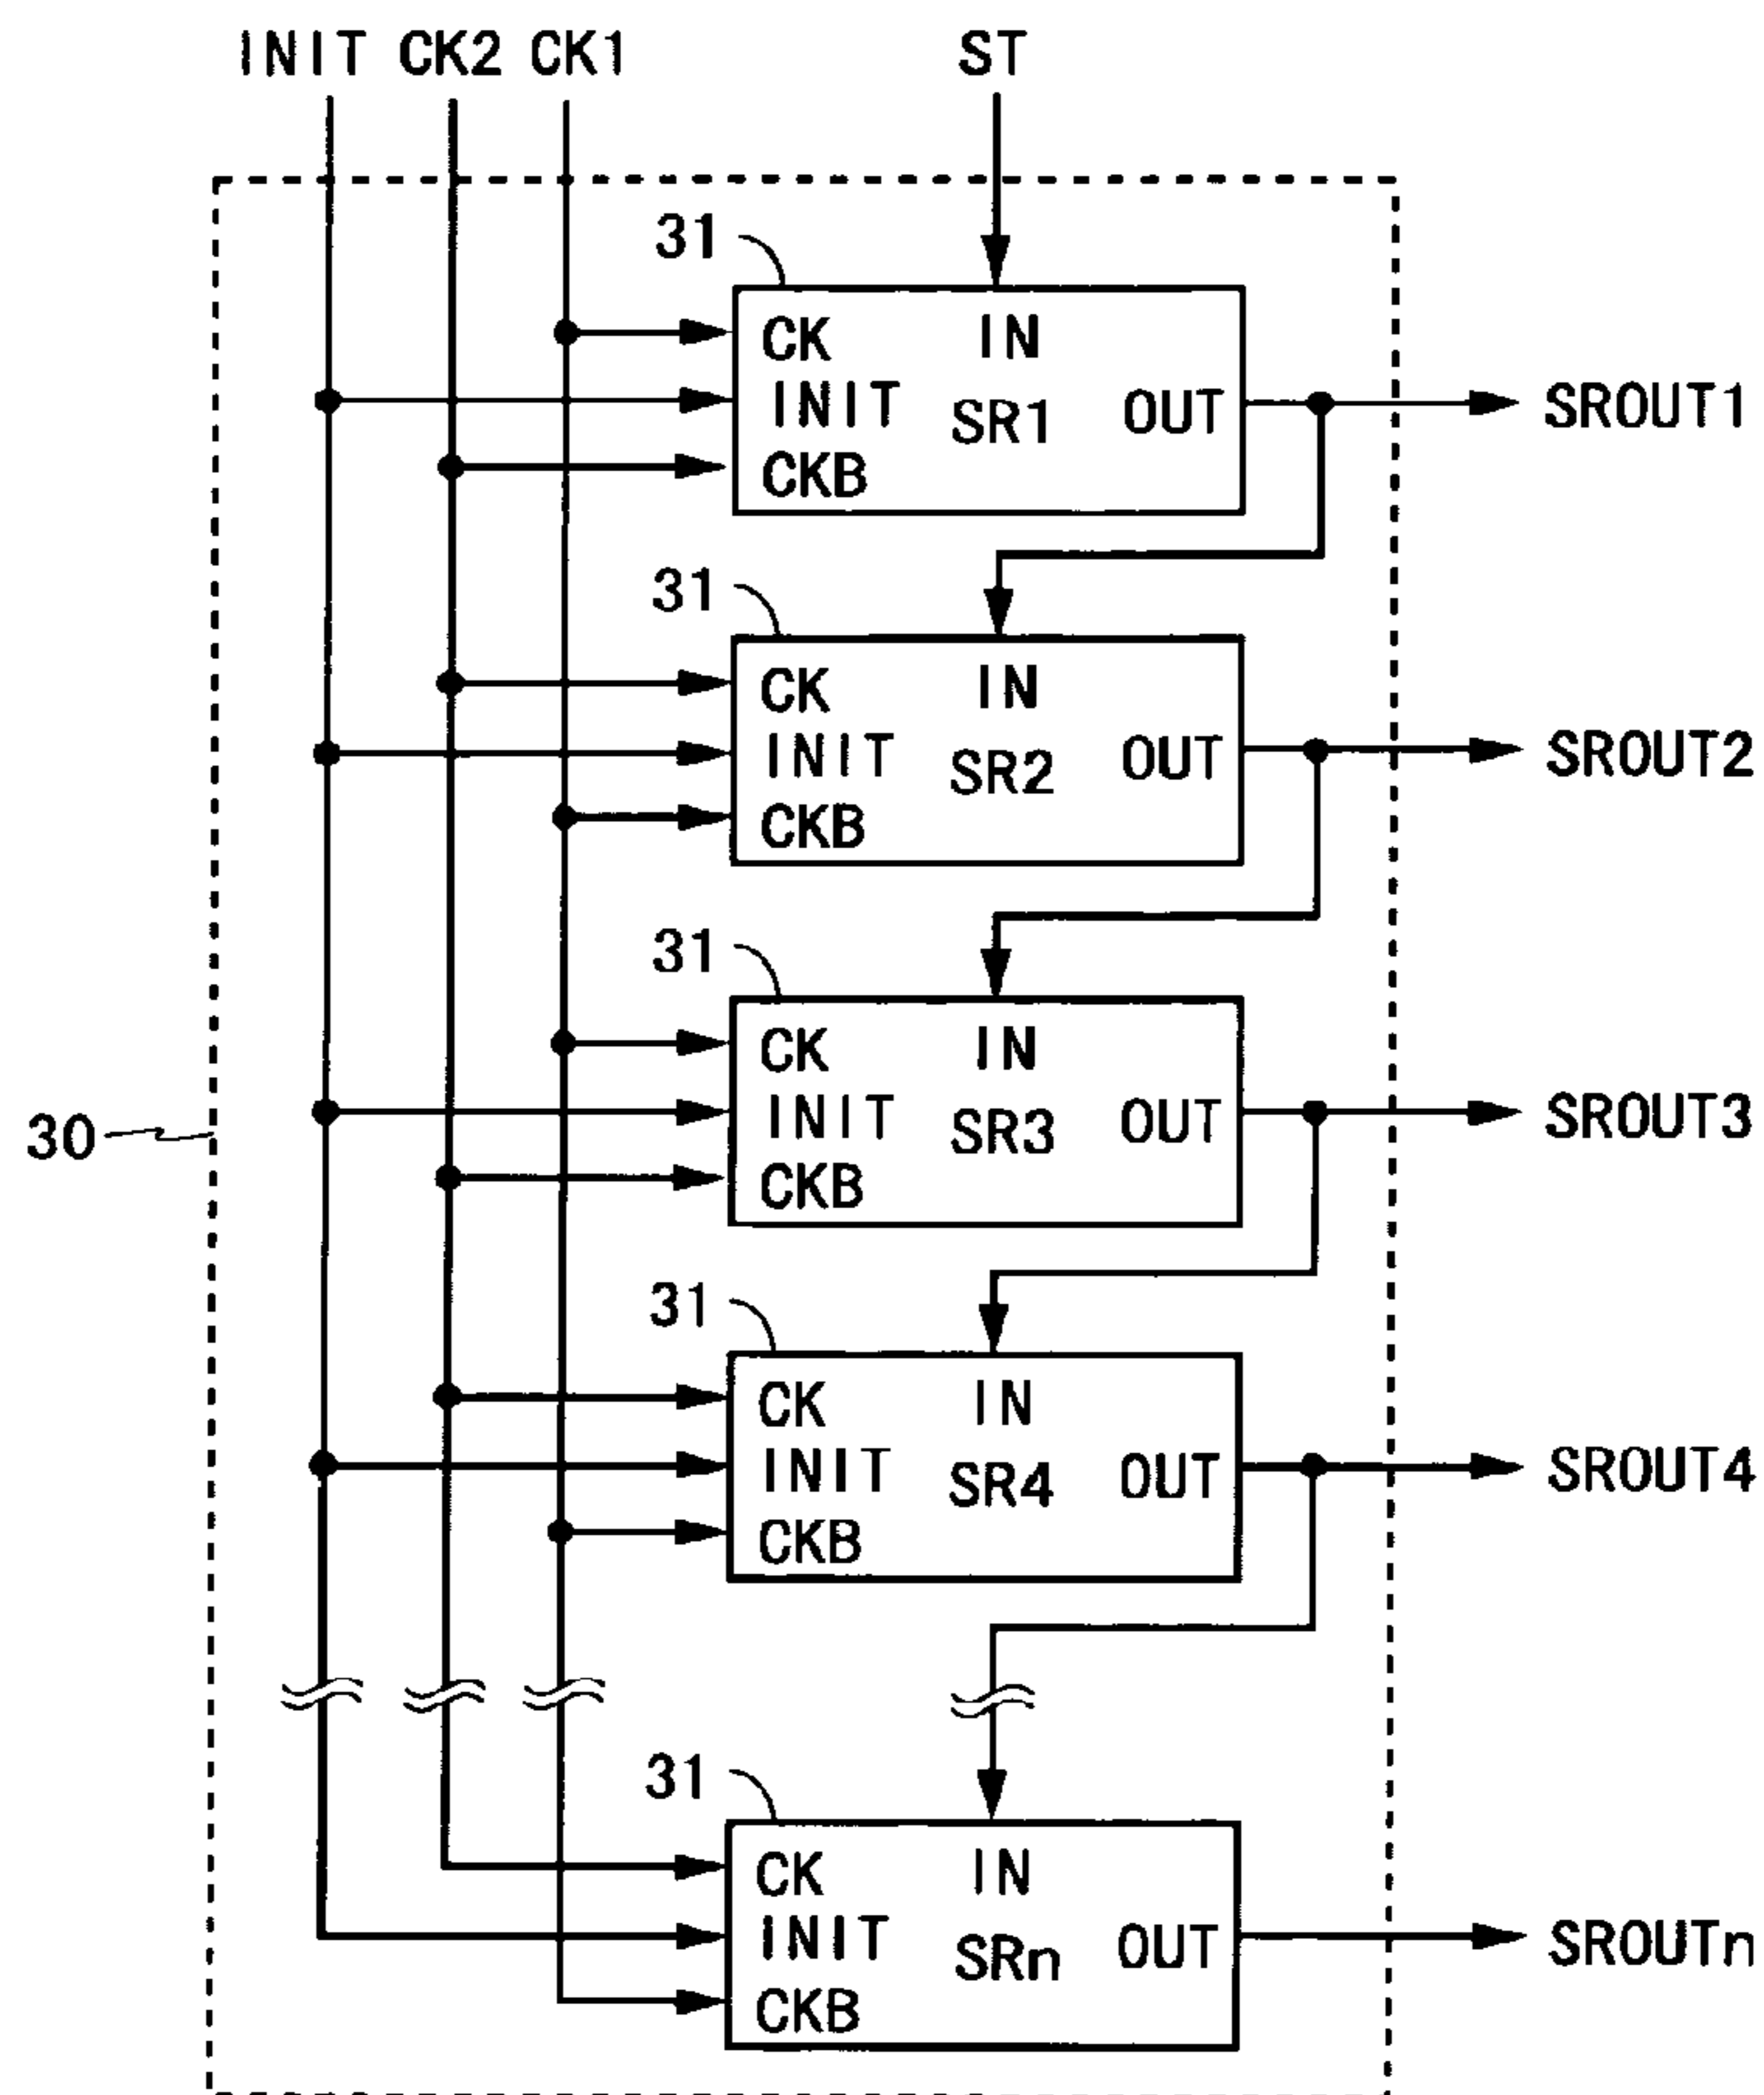 INIT CK2 CK1 ST
31
CK IN
INIT SR1 OUT SROUT1
CKB
31
CK IN
INIT SR2 OUT SROUT2
CKB
31
CK IN
30 INIT SR3 OUT SROUT3
CKB
31
CK IN
INIT SR4 OUT SROUT4
CKB
31
CK IN
INIT SRn OUT SROUTn
CKB